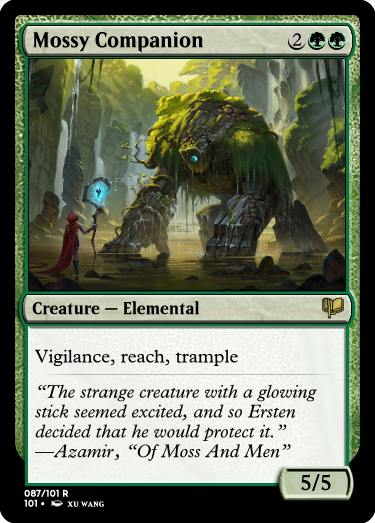 Mossy Companion 2
Creature — Elemental
Vigilance, reach, trample
“The strange creature with a glowing
stick seemed excited, and so Ersten
decided that he would protect it.”
—Azamir, “Of Moss And Men”
5/5
087/101 R
101 • XU WANG